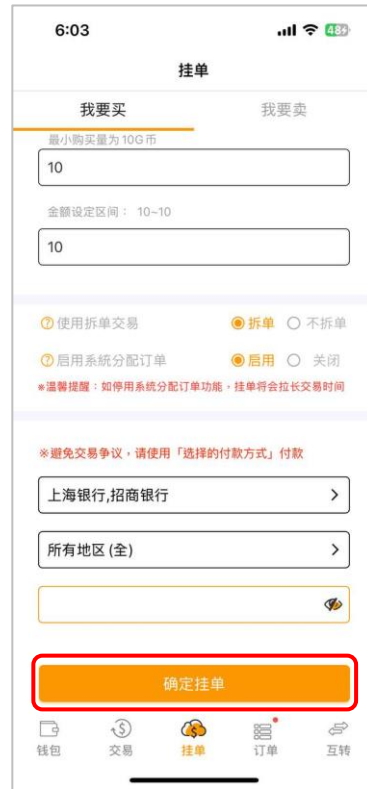 6:03
48
挂单
我要买 我要卖
最小购买量为10G币
10
金额设定区间： 10~10
10
使用拆单交易 拆单 不拆单
启用系统分配订单 启用 关闭
*溫馨提醒：如停用系统分配订单功能，挂单将会拉长交易时间
*避免交易争议，请使用「选择的付款方式」付款
上海银行,招商银行
所有地区 (全)
确定挂单
钱包 交易 挂单 订单 互转